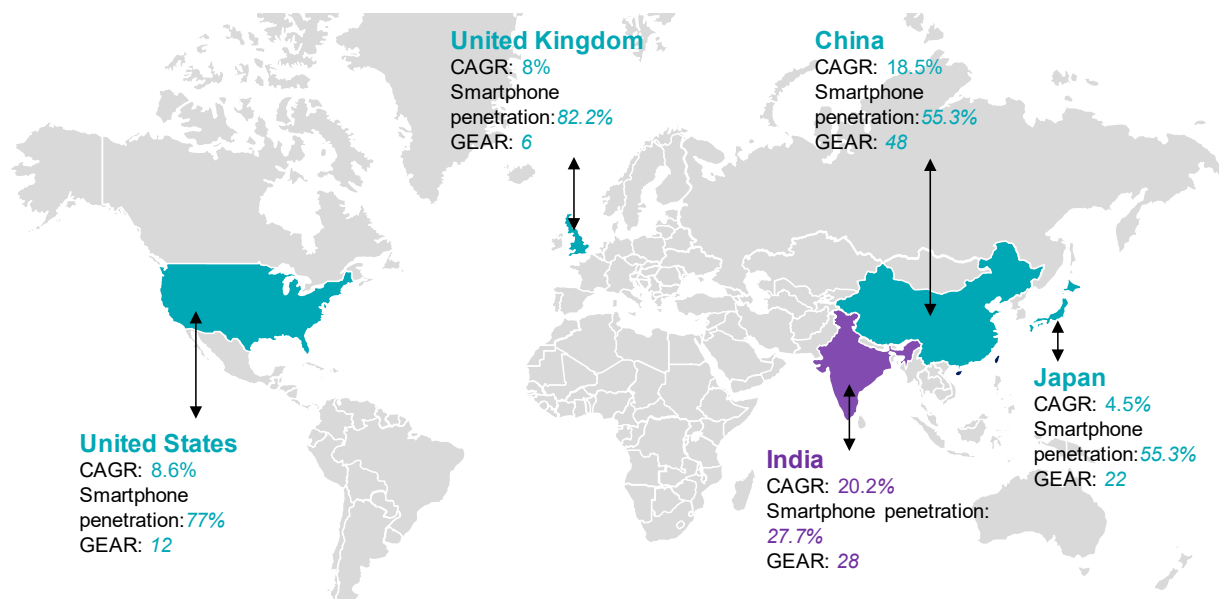 United Kingdom
CAGR: 8%
Smartphone
penetration:82.2%
GEAR: 6
China
CAGR: 18.5%
Smartphone
penetration:55.3%
GEAR: 48
United States
CAGR: 8.6%
Smartphone
penetration:77%
GEAR: 12
India
CAGR: 20.2%
Smartphone penetration:
27.7%
GEAR: 28
Japan
CAGR: 4.5%
Smartphone
penetration:55.3%
GEAR: 22